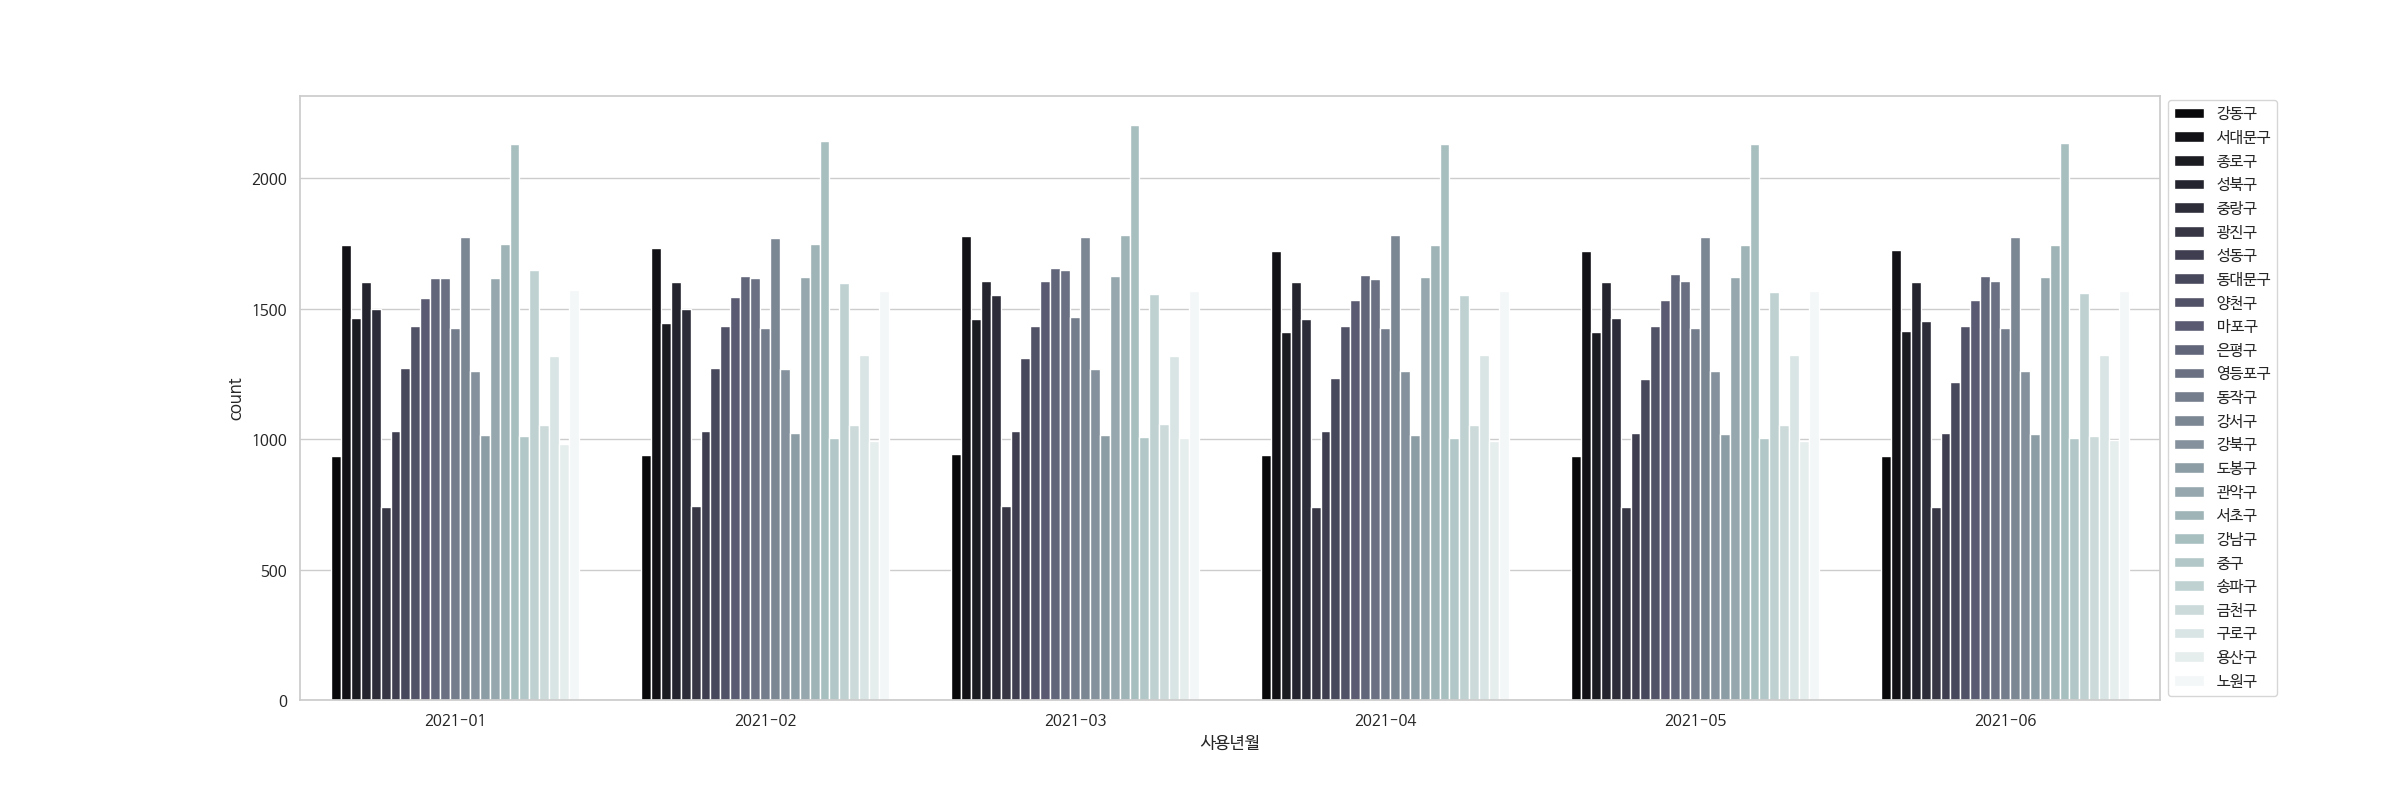 count
2000
1500
1000
500
0
2021-01
2021-02
2021-03
2021-04
2021-05
2021-06
사용년월
강동구
서대문구
종로구
성북구
중랑구
광진구
성동구
동대문구
양천구
마포구
은평구
영등포구
동작구
강서구
강북구
도봉구
관악구
서초구
강남구
중구
송파구
금천구
구로구
용산구
노원구